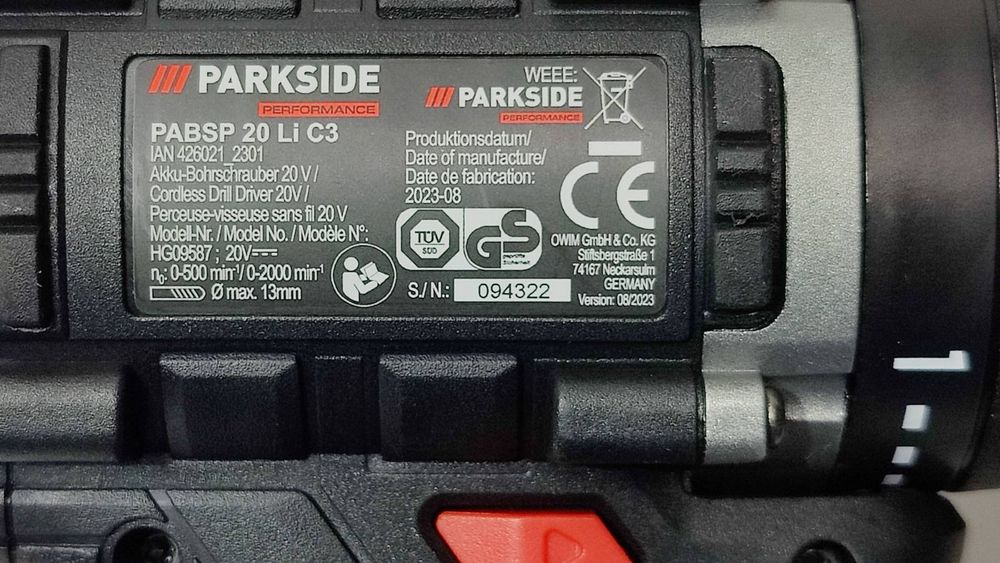 PARKSIDE
PERFORMANCE
PABSP 20 Li C3
IAN 426021_2301
Akku-Bohrschrauber 20 V /
Cordless Drill Driver 20V /
Perceuse-visseuse sans fil 20 V
Modell-Nr. / Model No. / Modèle N°:
HG09587 ; 20V
n₀: 0-500 min⁻¹/ 0-2000 min⁻¹
Ø max. 13mm
WEEE:
PARKSIDE
PERFORMANCE
Produktionsdatum/
Date of manufacture/
Date de fabrication:
2023-08
CE
TÜV
SÜD
GS
geprüfte
Sicherheit
S./ N.: 094322
OWIM GmbH & Co. KG
Stiftsbergstraße 1
74167 Neckarsulm
GERMANY
Version: 08/2023
1